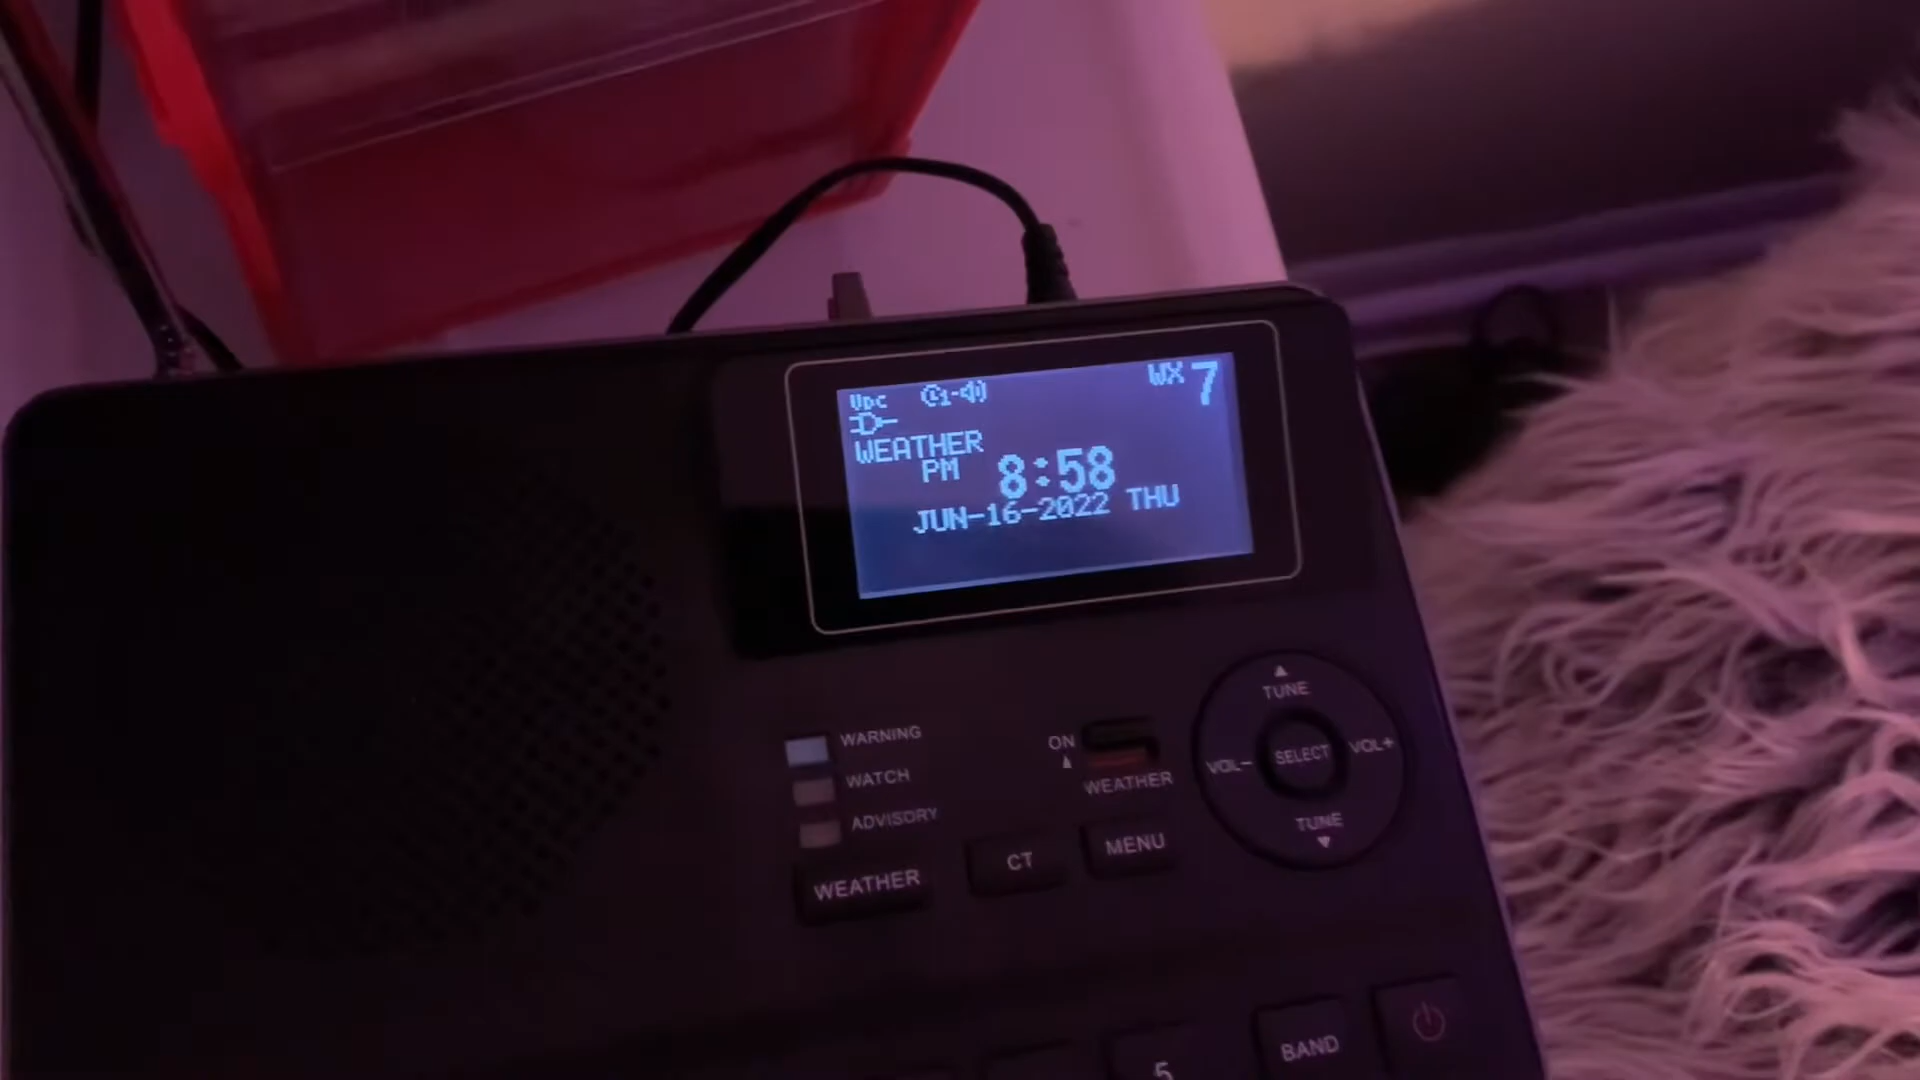 VDC
WX 7
WEATHER
PM 8:58
JUN-16-2022 THU
WARNING
WATCH
ADVISORY
WEATHER
ON
WEATHER
CT
MENU
TUNE
VOL-
SELECT
VOL+
TUNE
5
BAND